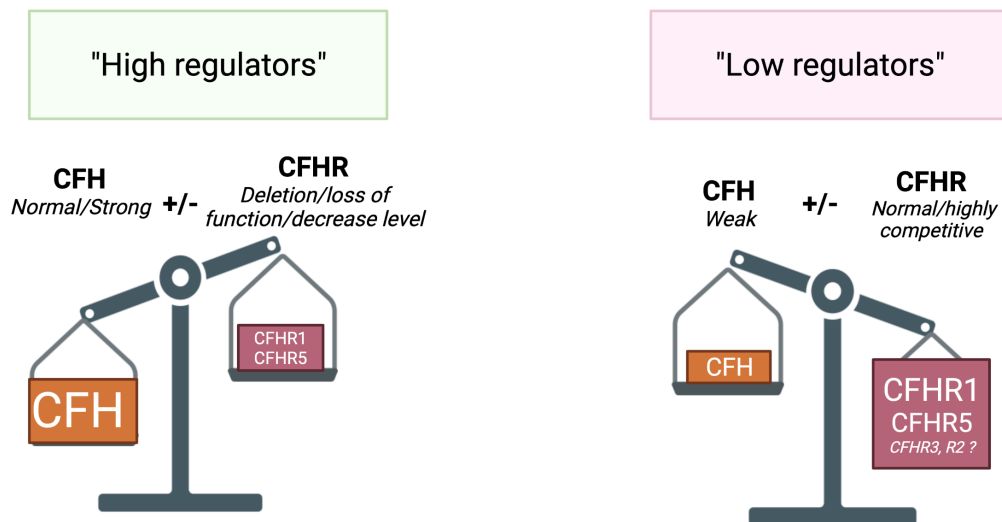 "High regulators"
"Low regulators"
CFH
Normal/Strong
+/-
CFHR
Deletion/loss of
function/decrease level
CFH
Weak
+/-
CFHR
Normal/highly
competitive
CFH
CFHR1
CFHR5
CFH
CFHR1
CFHR5
CFHR3, R2 ?